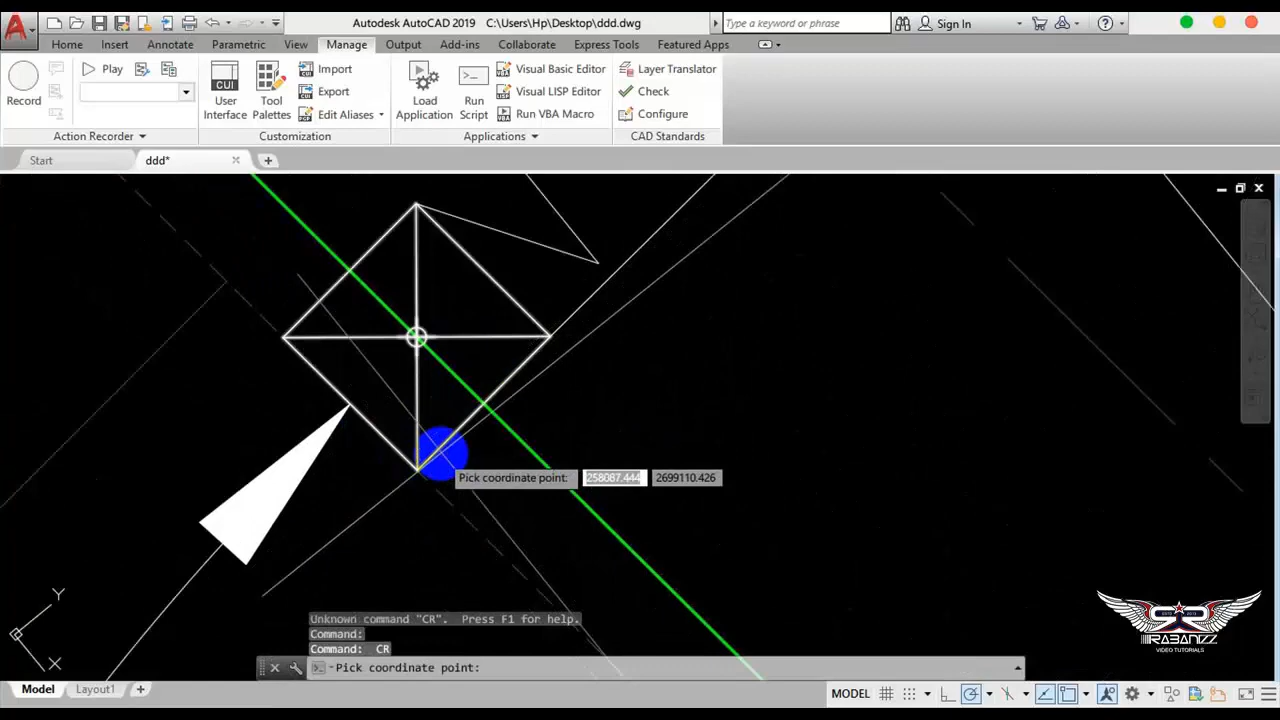 Autodesk AutoCAD 2019 C:\Users\Hp\Desktop\ddd.dwg
Type a keyword or phrase
Sign In
Home Insert Annotate Parametric View Manage Output Add-ins Collaborate Express Tools Featured Apps
Record
Play
Action Recorder
CUI
User
Interface
Tool
Palettes
Import
Export
Edit Aliases
Customization
Load
Application
Run
Script
Visual Basic Editor
Visual LISP Editor
Run VBA Macro
Applications
Layer Translator
Check
Configure
CAD Standards
Start
ddd*
Pick coordinate point: 258087.444 2699110.426
Y
X
Unknown command "CR". Press F1 for help.
Command:
Command: CR
Pick coordinate point:
VIDEO TUTORIALS
Model Layout1
MODEL